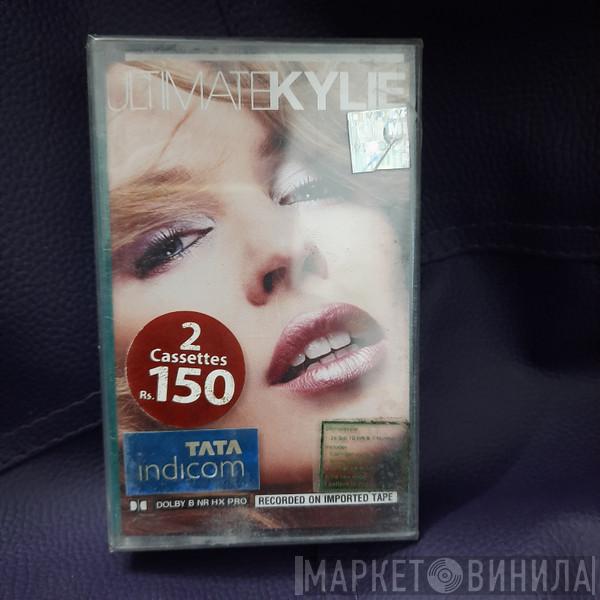 ULTIMATEKYLIE
2
Cassettes
Rs.150
TATA
indicom
DOLBY B NR HX PRO
RECORDED ON IMPORTED TAPE
МАРКЕТ ВИНИЛА